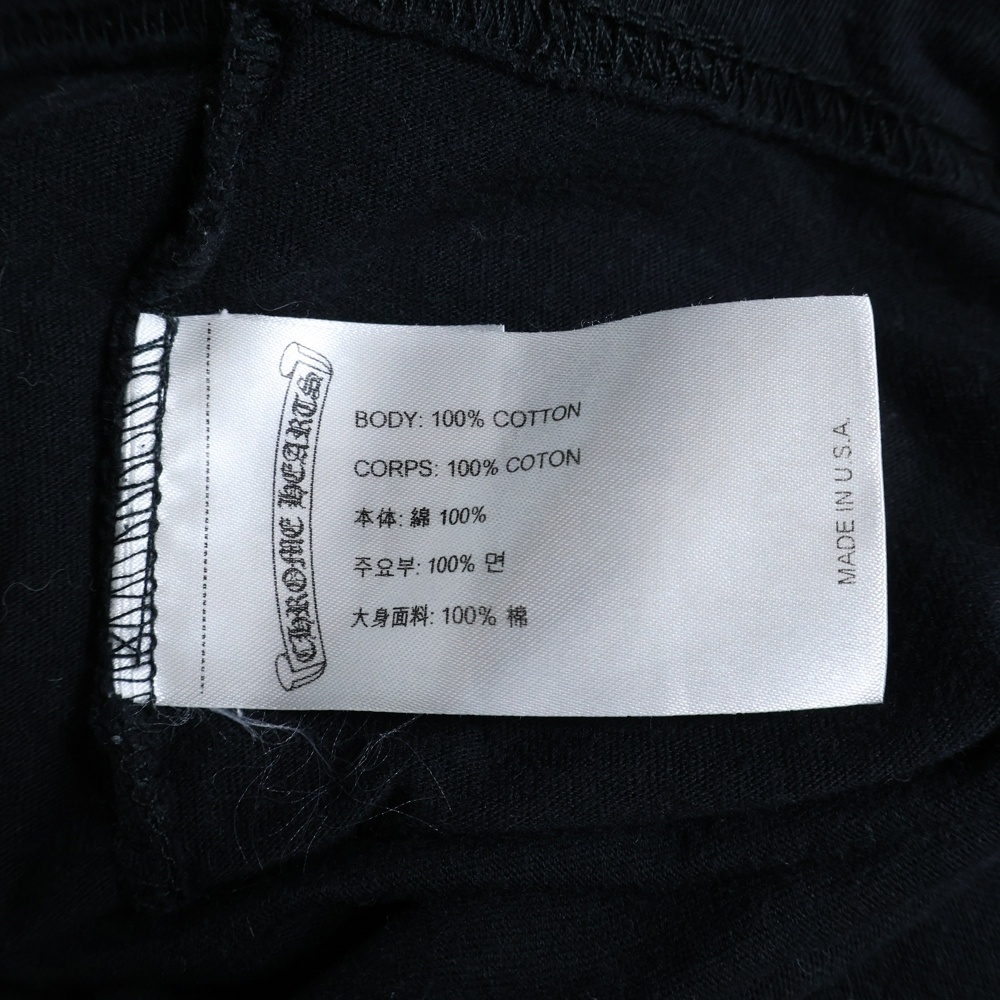 CHROME HEARTS
BODY: 100% COTTON
CORPS: 100% COTON
本体: 綿 100%
주요부: 100% 면
大身面料: 100% 棉
MADE IN U.S.A.